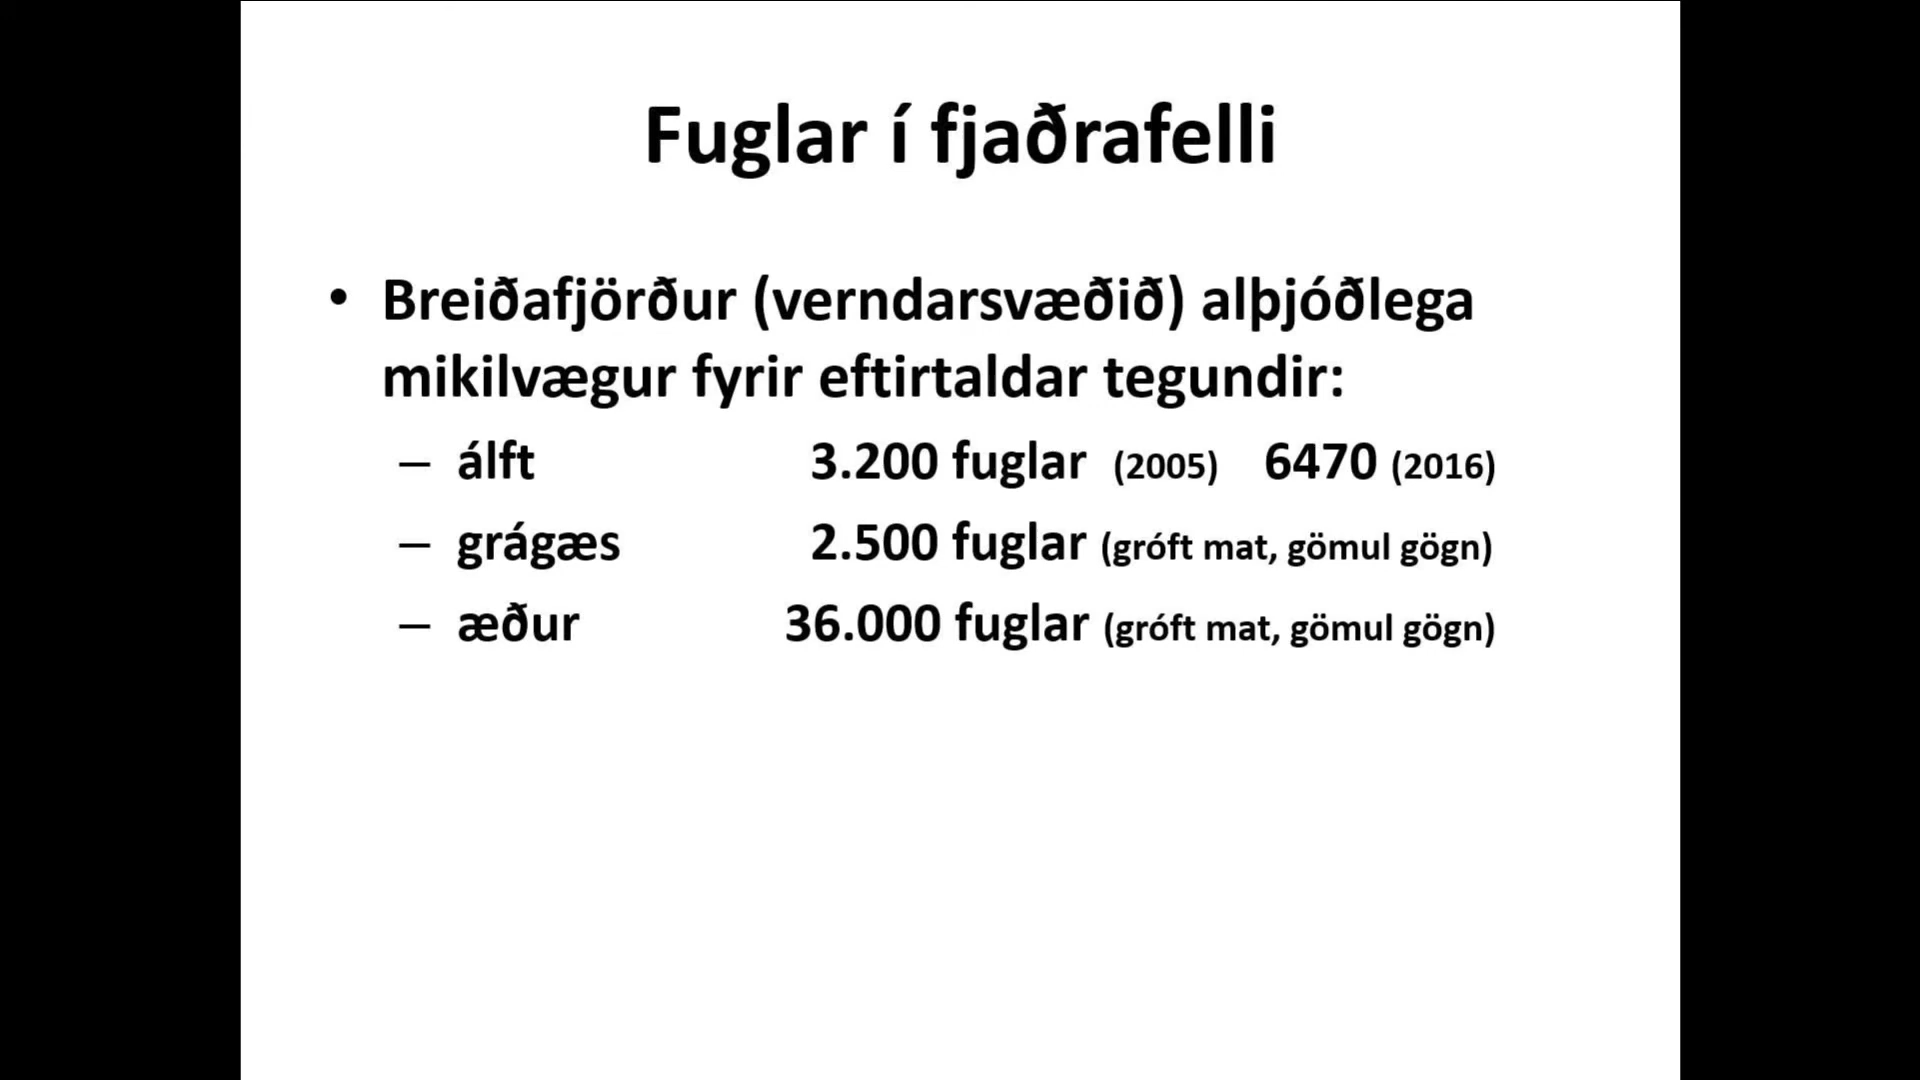 Fuglar í fjaðrafelli
• Breiðafjörður (verndarsvæðið) alþjóðlega
mikilvægur fyrir eftirtaldar tegundir:
– álft 3.200 fuglar (2005) 6470 (2016)
– grágæs 2.500 fuglar (gróft mat, gömul gögn)
– æður 36.000 fuglar (gróft mat, gömul gögn)